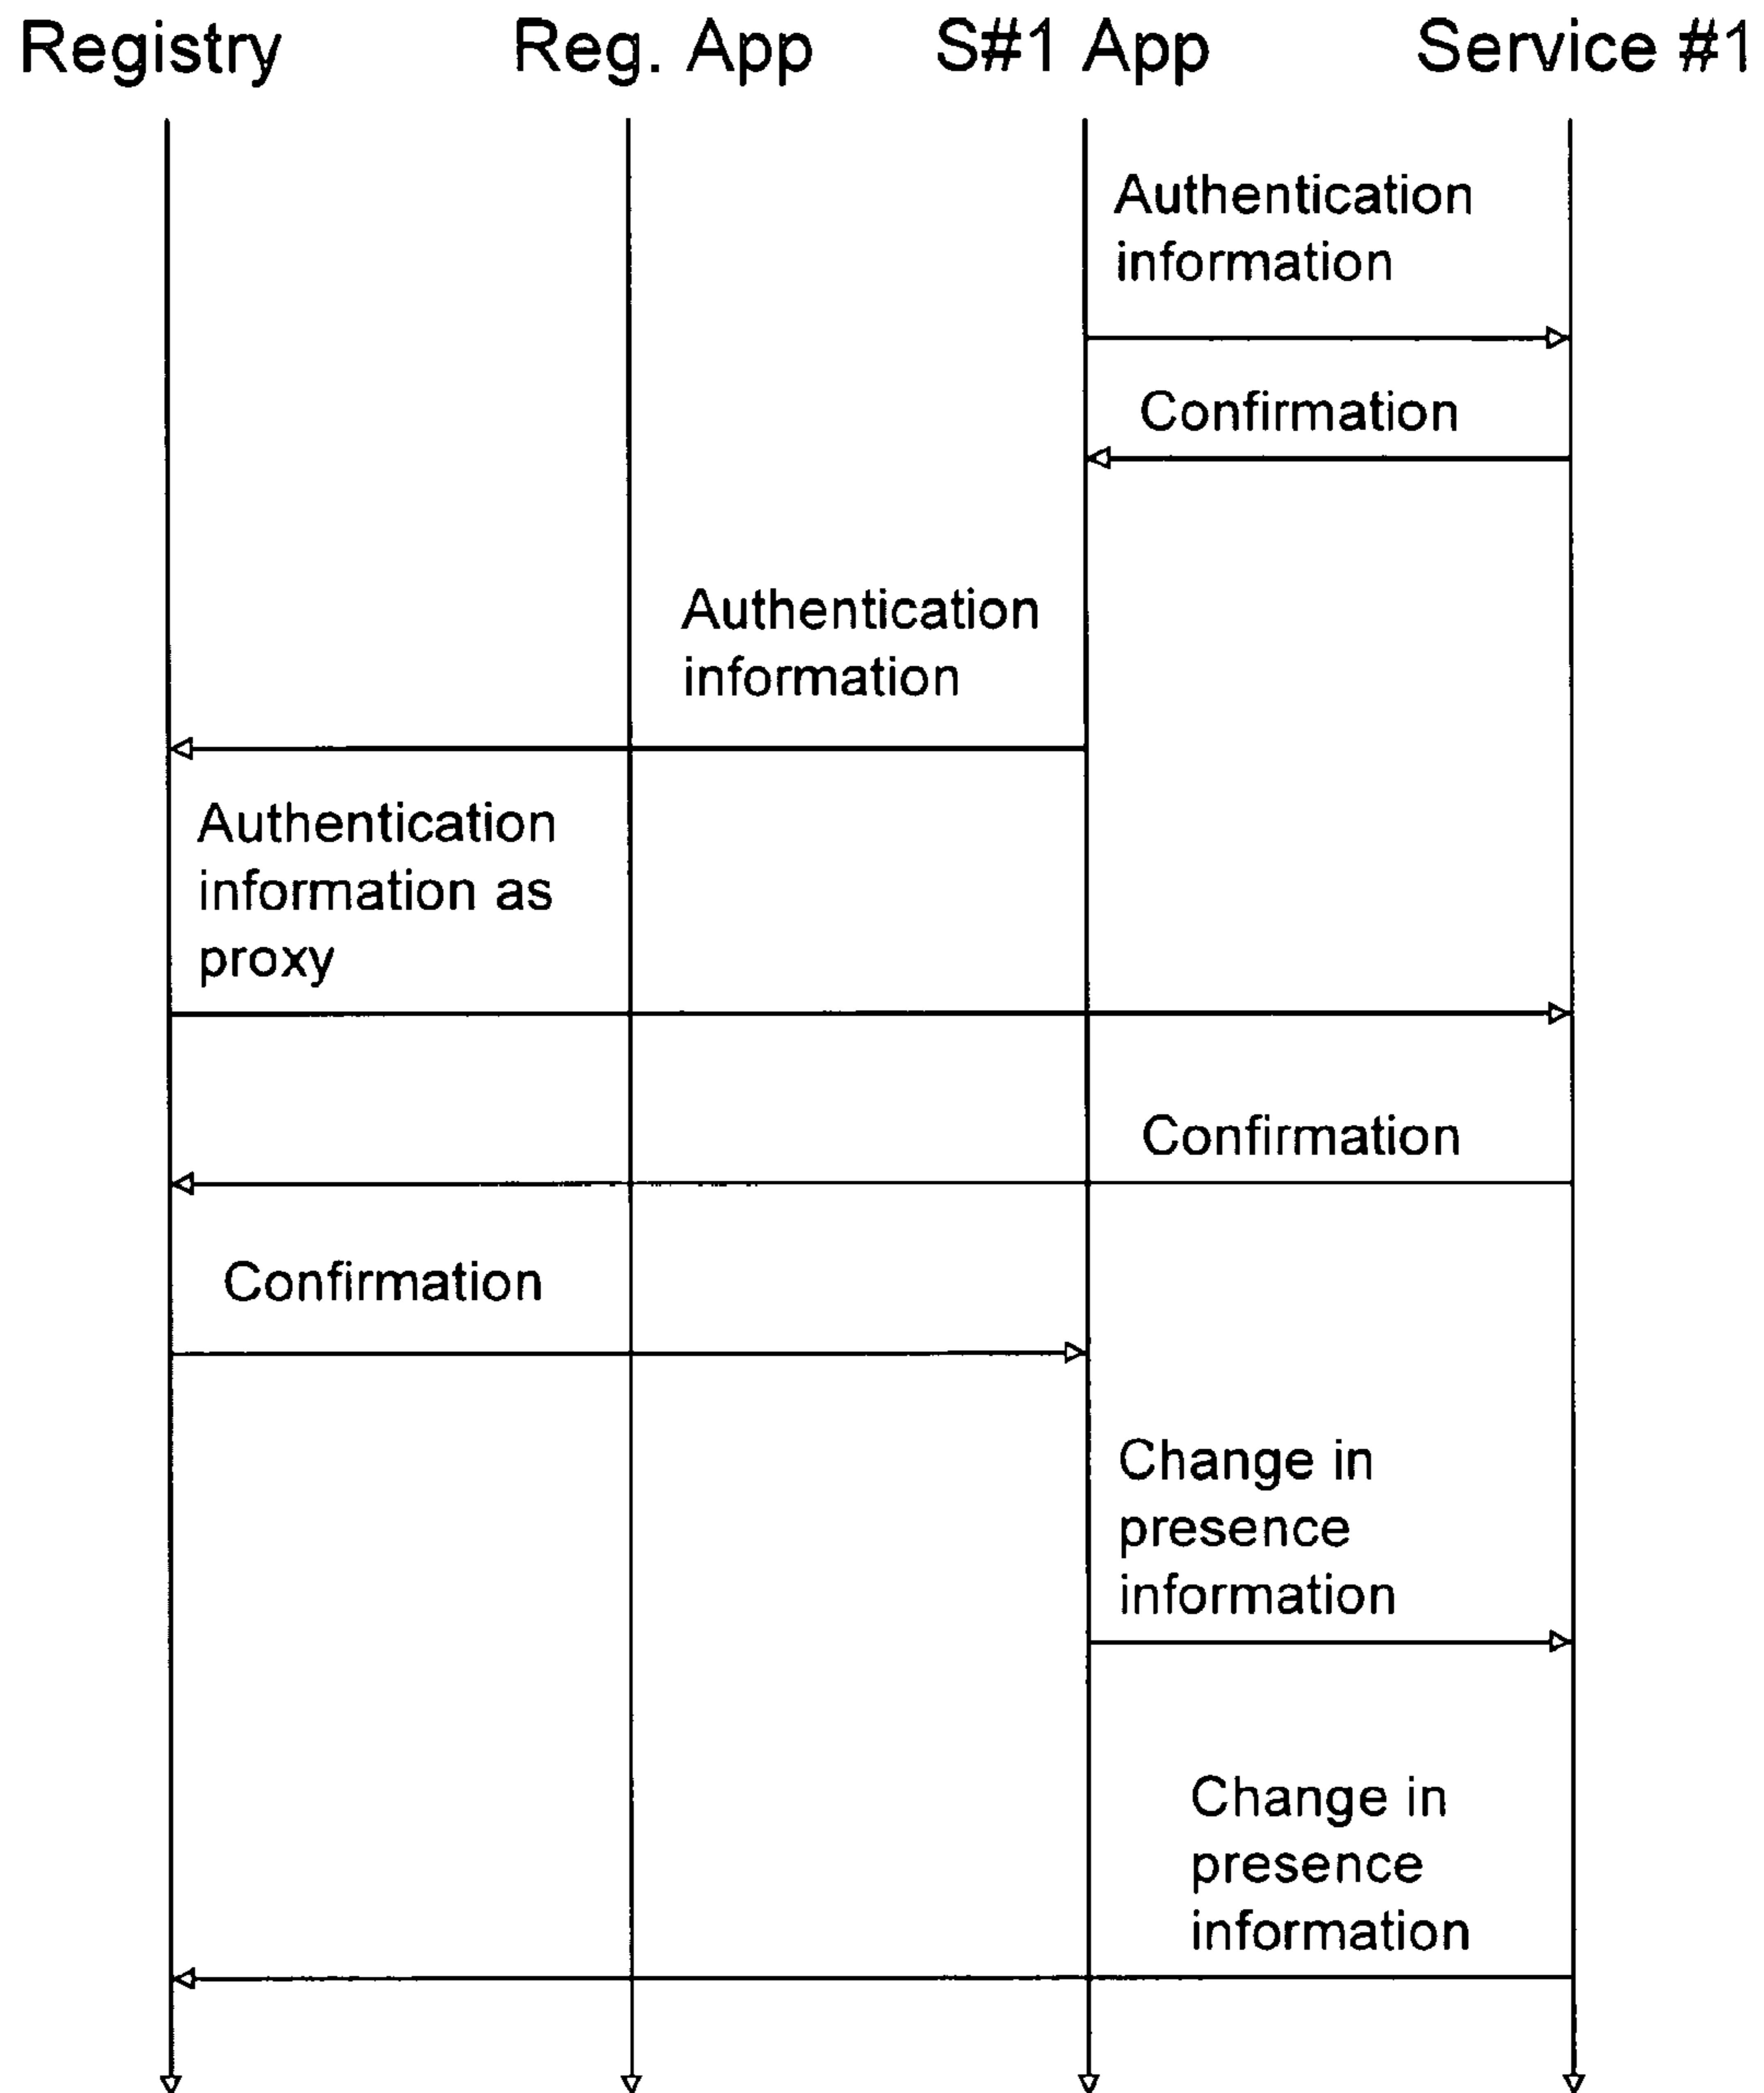 Registry Reg. App S#1 App Service #1
Authentication
information
Confirmation
Authentication
information
Authentication
information as
proxy
Confirmation
Confirmation
Change in
presence
information
Change in
presence
information